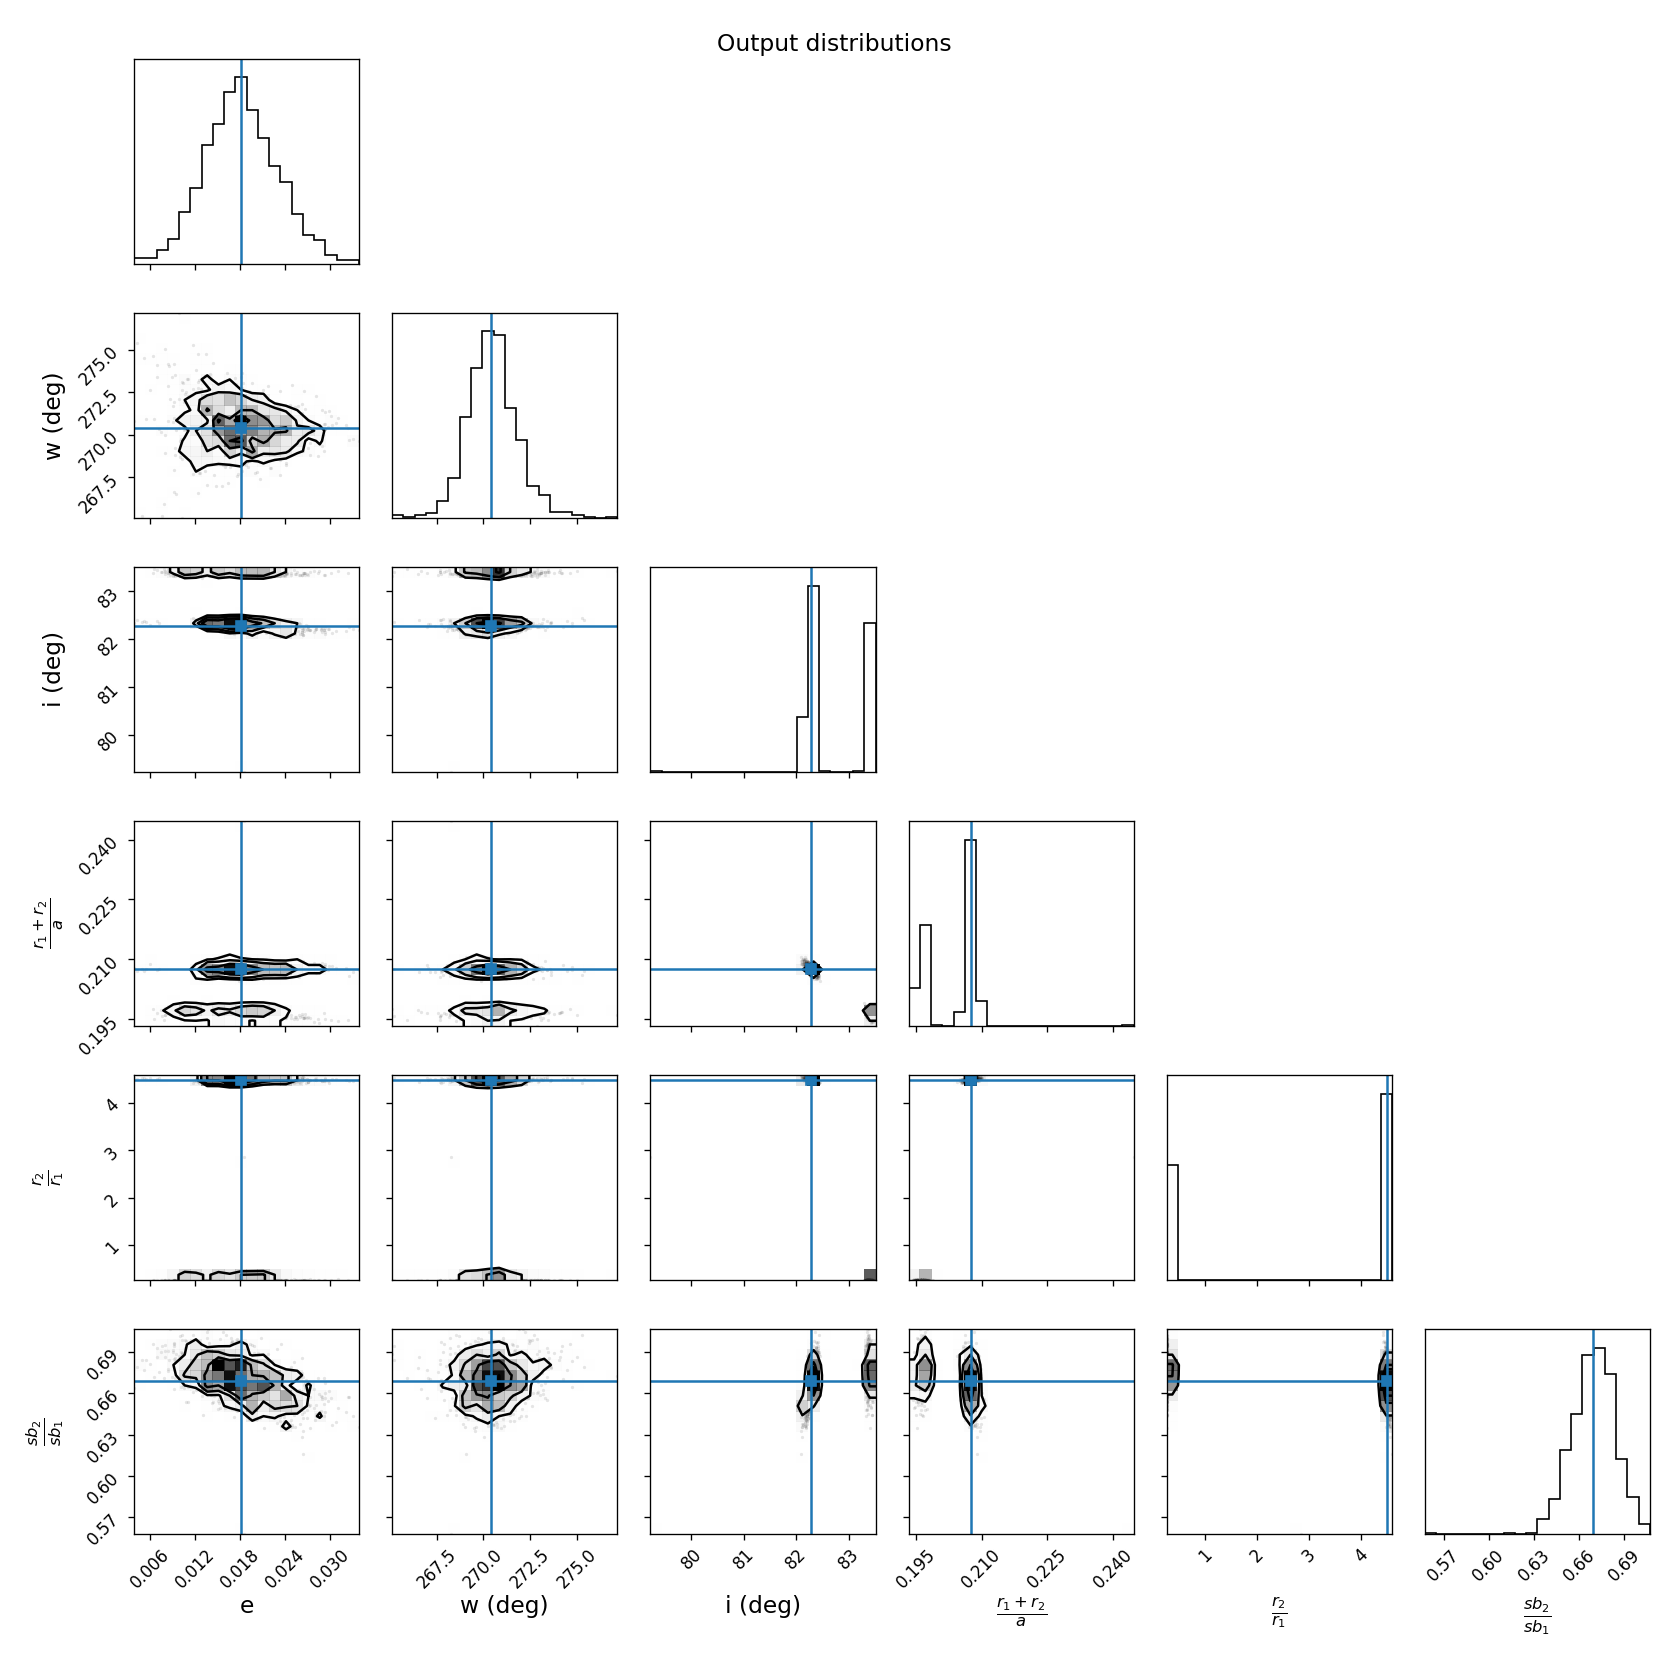 Output distributions
w (deg)
275.0
272.5
270.0
267.5
i (deg)
83
82
81
80
r₁ + r₂
a
0.240
0.225
0.210
0.195
r₂
r₁
4
3
2
1
sb₂
sb₁
0.69
0.66
0.63
0.60
0.57
0.006 0.012 0.018 0.024 0.030
267.5 270.0 272.5 275.0
80 81 82 83
0.195 0.210 0.225 0.240
1 2 3 4
0.57 0.60 0.63 0.66 0.69
e
w (deg)
i (deg)
r₁ + r₂
a
r₂
r₁
sb₂
sb₁